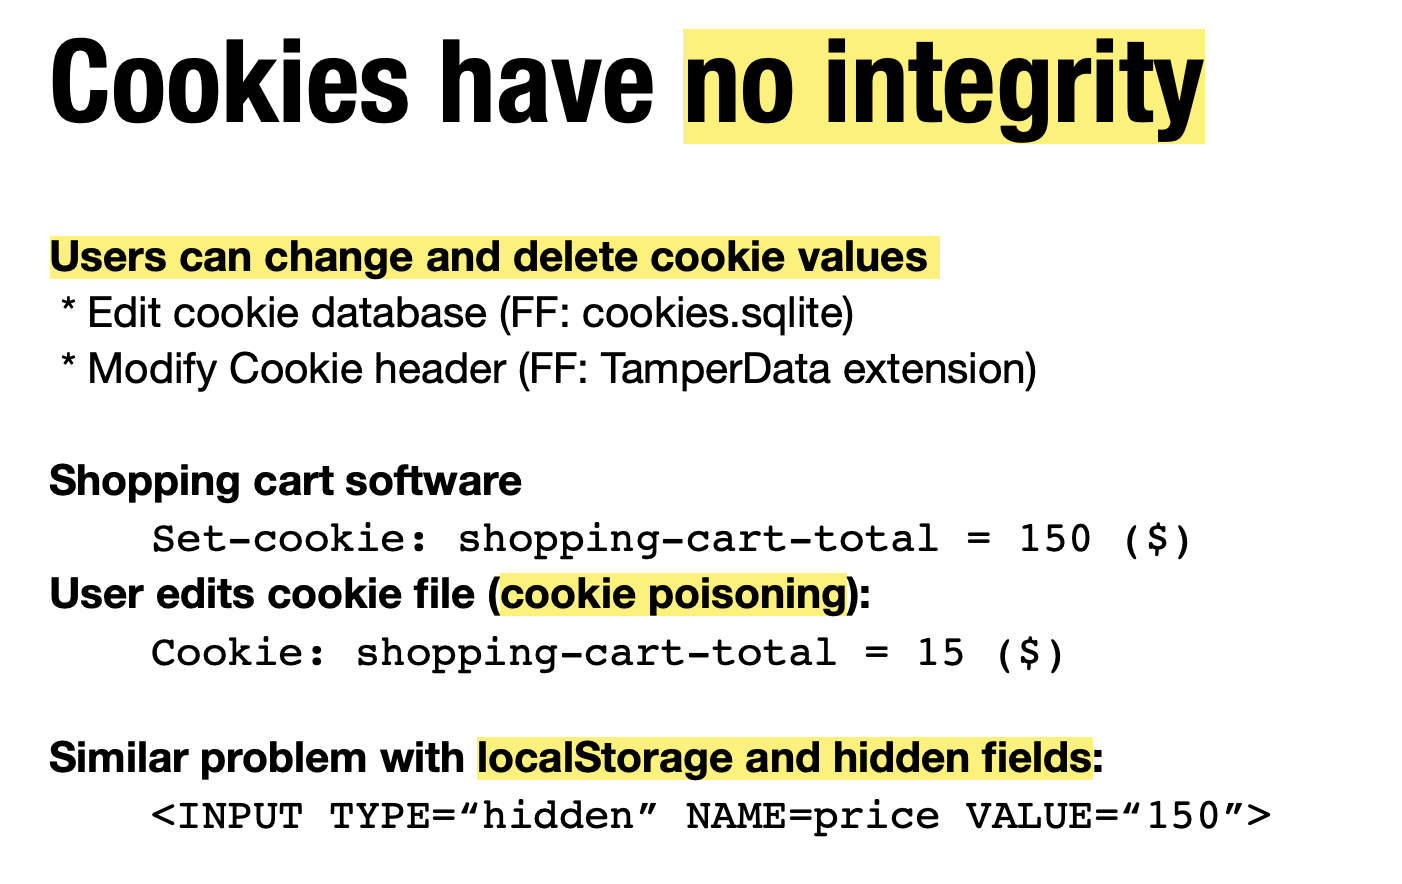 Cookies have no integrity
Users can change and delete cookie values
* Edit cookie database (FF: cookies.sqlite)
* Modify Cookie header (FF: TamperData extension)
Shopping cart software
Set-cookie: shopping-cart-total = 150 ($)
User edits cookie file (cookie poisoning):
Cookie: shopping-cart-total = 15 ($)
Similar problem with localStorage and hidden fields:
<INPUT TYPE=“hidden” NAME=price VALUE=“150”>